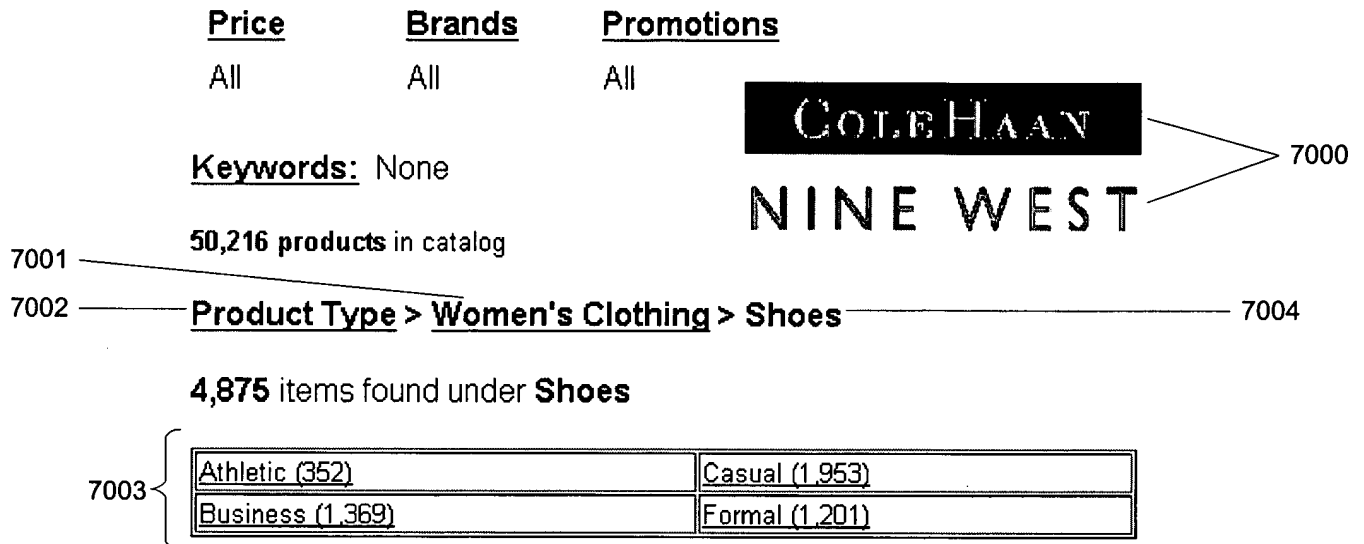 Price Brands Promotions
All All All
COLE HAAN
7000
Keywords: None
NINE WEST
50,216 products in catalog
7001
7002 Product Type > Women's Clothing > Shoes 7004
4,875 items found under Shoes
7003
Athletic (352) Casual (1,953)
Business (1,369) Formal (1,201)